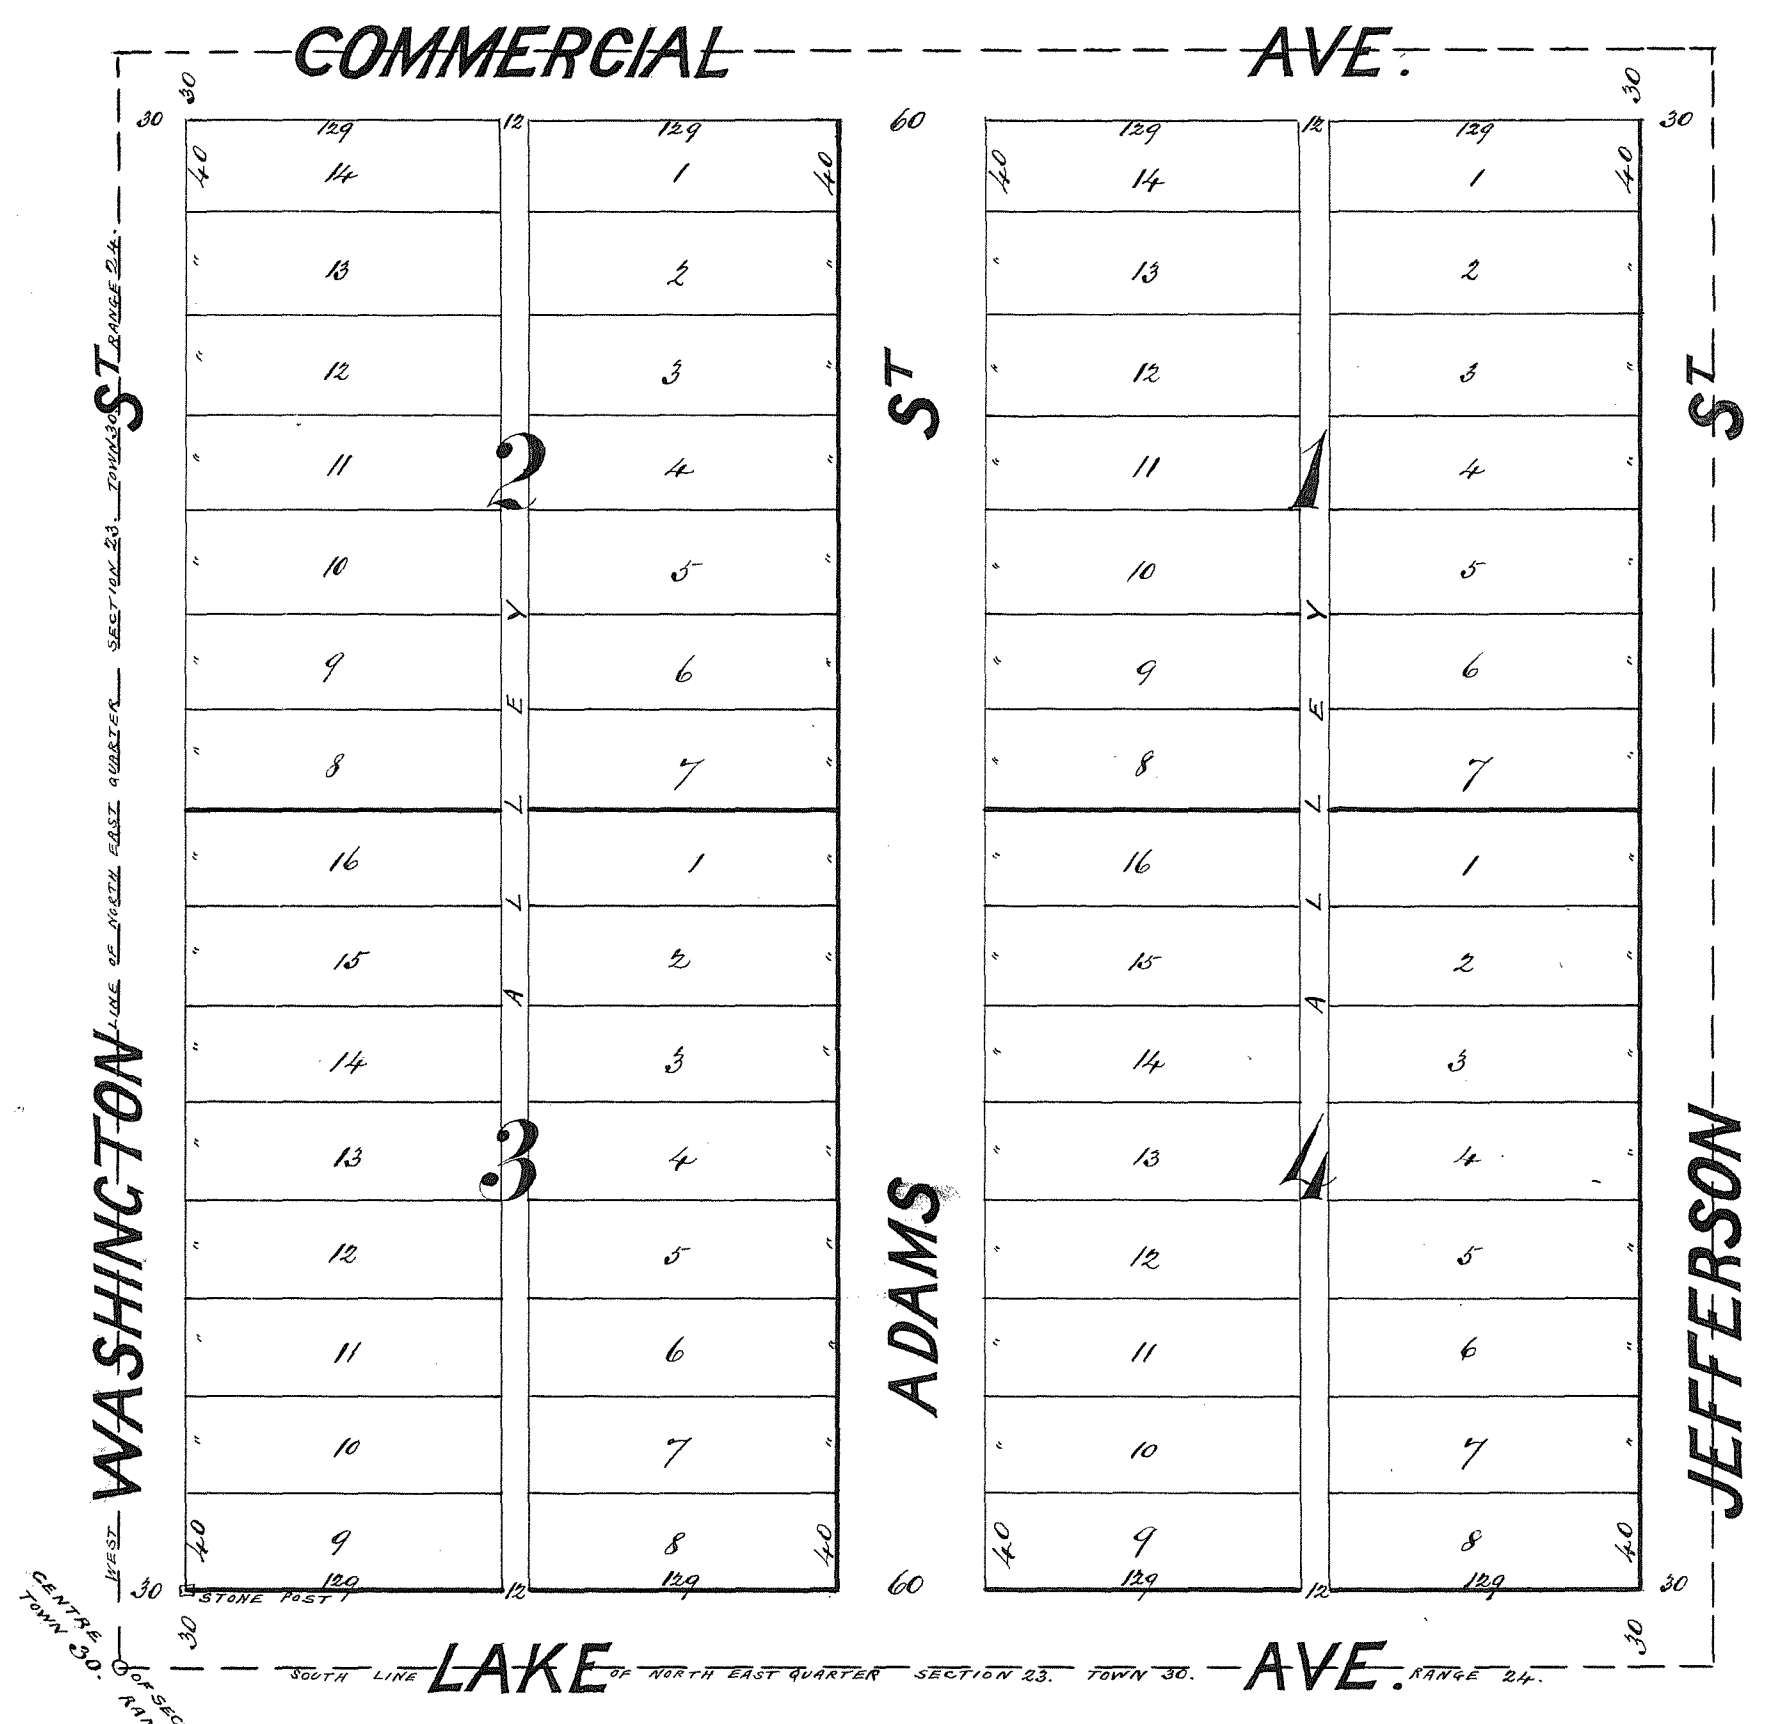 COMMERCIAL AVE.
30 30
30 129 12 129 60 129 12 129 30
40 40 40 40
14 1 14 1
" 13 2 " " 13 2 "
" 12 3 " " 12 3 "
" 11 4 " " 11 4 "
2 1
" 10 5 " " 10 5 "
" 9 6 " " 9 6 "
" 8 7 " " 8 7 "
" 16 1 " " 16 1 "
" 15 2 " " 15 2 "
" 14 3 " " 14 3 "
" 13 4 " " 13 4 "
3 4
" 12 5 " " 12 5 "
" 11 6 " " 11 6 "
" 10 7 " " 10 7 "
9 8 9 8
40 40 40 40
30 129 12 129 60 129 12 129 30
STONE POST
30 30
ALLEY
ALLEY
WASHINGTON ST
WEST LINE OF NORTH EAST QUARTER SECTION 23. TOWN 30. RANGE 24.
ADAMS ST
JEFFERSON ST
LAKE AVE.
SOUTH LINE OF NORTH EAST QUARTER SECTION 23. TOWN 30. RANGE 24.
CENTRE OF SEC
TOWN 30.